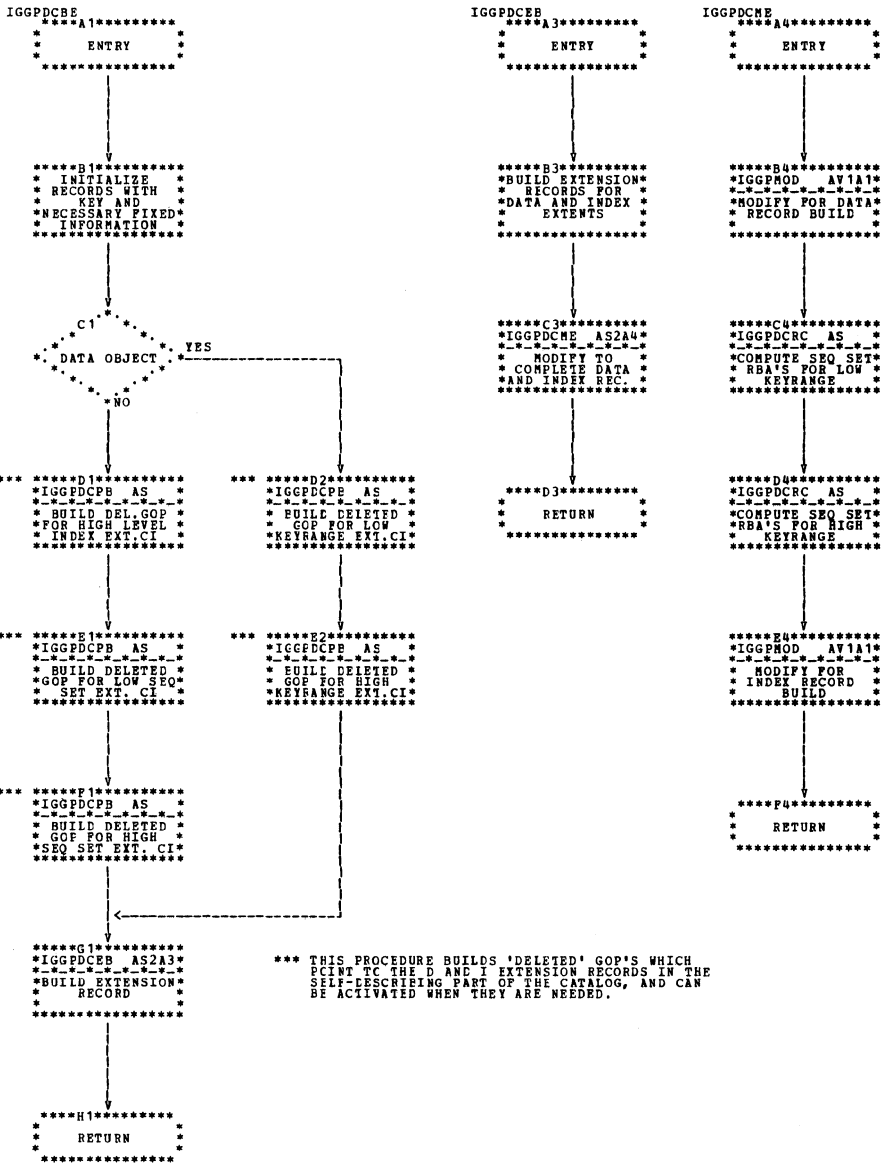 IGGPDCBE
A1
ENTRY
B1
INITIALIZE
RECORDS WITH
KEY AND
NECESSARY FIXED
INFORMATION
C1
DATA OBJECT
YES
NO
*** D1
IGGPDCPB AS
BUILD DEL.GOP
FOR HIGH LEVEL
INDEX EXT.CI
*** E1
IGGPDCPB AS
BUILD DELETED
GOP FOR LOW SEQ
SET EXT. CI
*** F1
IGGPDCPB AS
BUILD DELETED
GOP FOR HIGH
SEQ SET EXT. CI
G1
IGGPDCEB AS2A3
BUILD EXTENSION
RECORD
H1
RETURN
*** D2
IGGPDCPB AS
BUILD DELETED
GOP FOR LOW
KEYRANGE EXT.CI
*** E2
IGGPDCPB AS
BUILD DELETED
GOP FOR HIGH
KEYRANGE EXT.CI
IGGPDCEB
A3
ENTRY
B3
BUILD EXTENSION
RECORDS FOR
DATA AND INDEX
EXTENTS
C3
IGGPDCME AS2A4
MODIFY TO
COMPLETE DATA
AND INDEX REC.
D3
RETURN
IGGPDCME
A4
ENTRY
B4
IGGPMOD AV1A1
MODIFY FOR DATA
RECORD BUILD
C4
IGGPDCRC AS
COMPUTE SEQ SET
RBA'S FOR LOW
KEYRANGE
D4
IGGPDCRC AS
COMPUTE SEQ SET
RBA'S FOR HIGH
KEYRANGE
E4
IGGPMOD AV1A1
MODIFY FOR
INDEX RECORD
BUILD
F4
RETURN
*** THIS PROCEDURE BUILDS 'DELETED' GOP'S WHICH
POINT TO THE D AND I EXTENSION RECORDS IN THE
SELF-DESCRIBING PART OF THE CATALOG, AND CAN
BE ACTIVATED WHEN THEY ARE NEEDED.